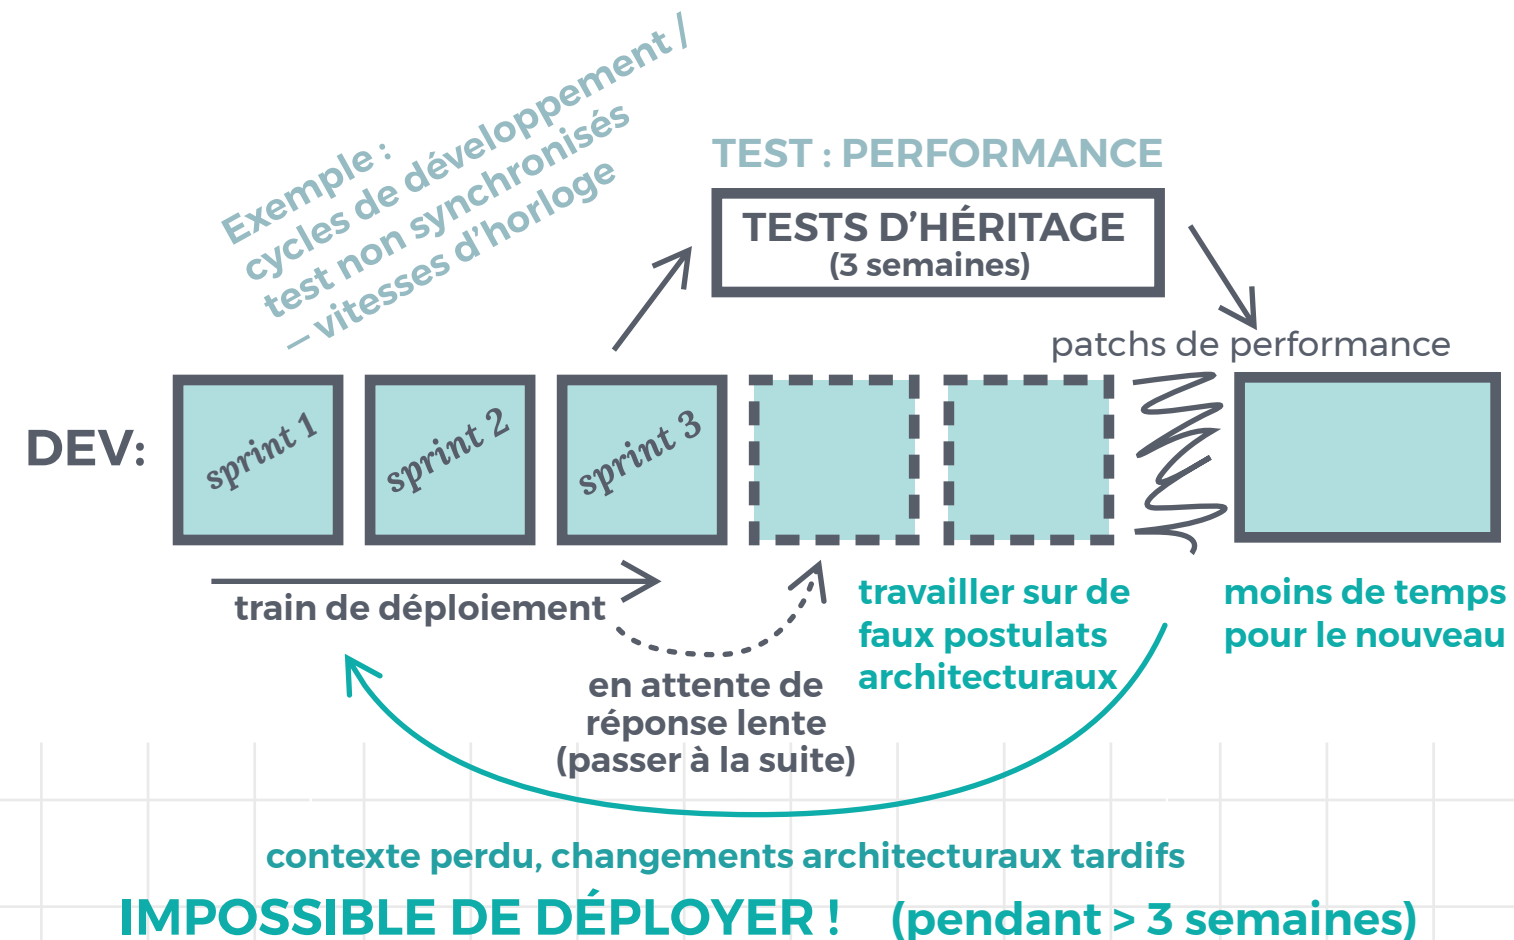 Exemple :
cycles de développement /
test non synchronisés
— vitesses d’horloge
TEST : PERFORMANCE
TESTS D’HÉRITAGE
(3 semaines)
patchs de performance
DEV:
sprint 1
sprint 2
sprint 3
train de déploiement
en attente de
réponse lente
(passer à la suite)
travailler sur de
faux postulats
architecturaux
moins de temps
pour le nouveau
contexte perdu, changements architecturaux tardifs
IMPOSSIBLE DE DÉPLOYER ! (pendant > 3 semaines)